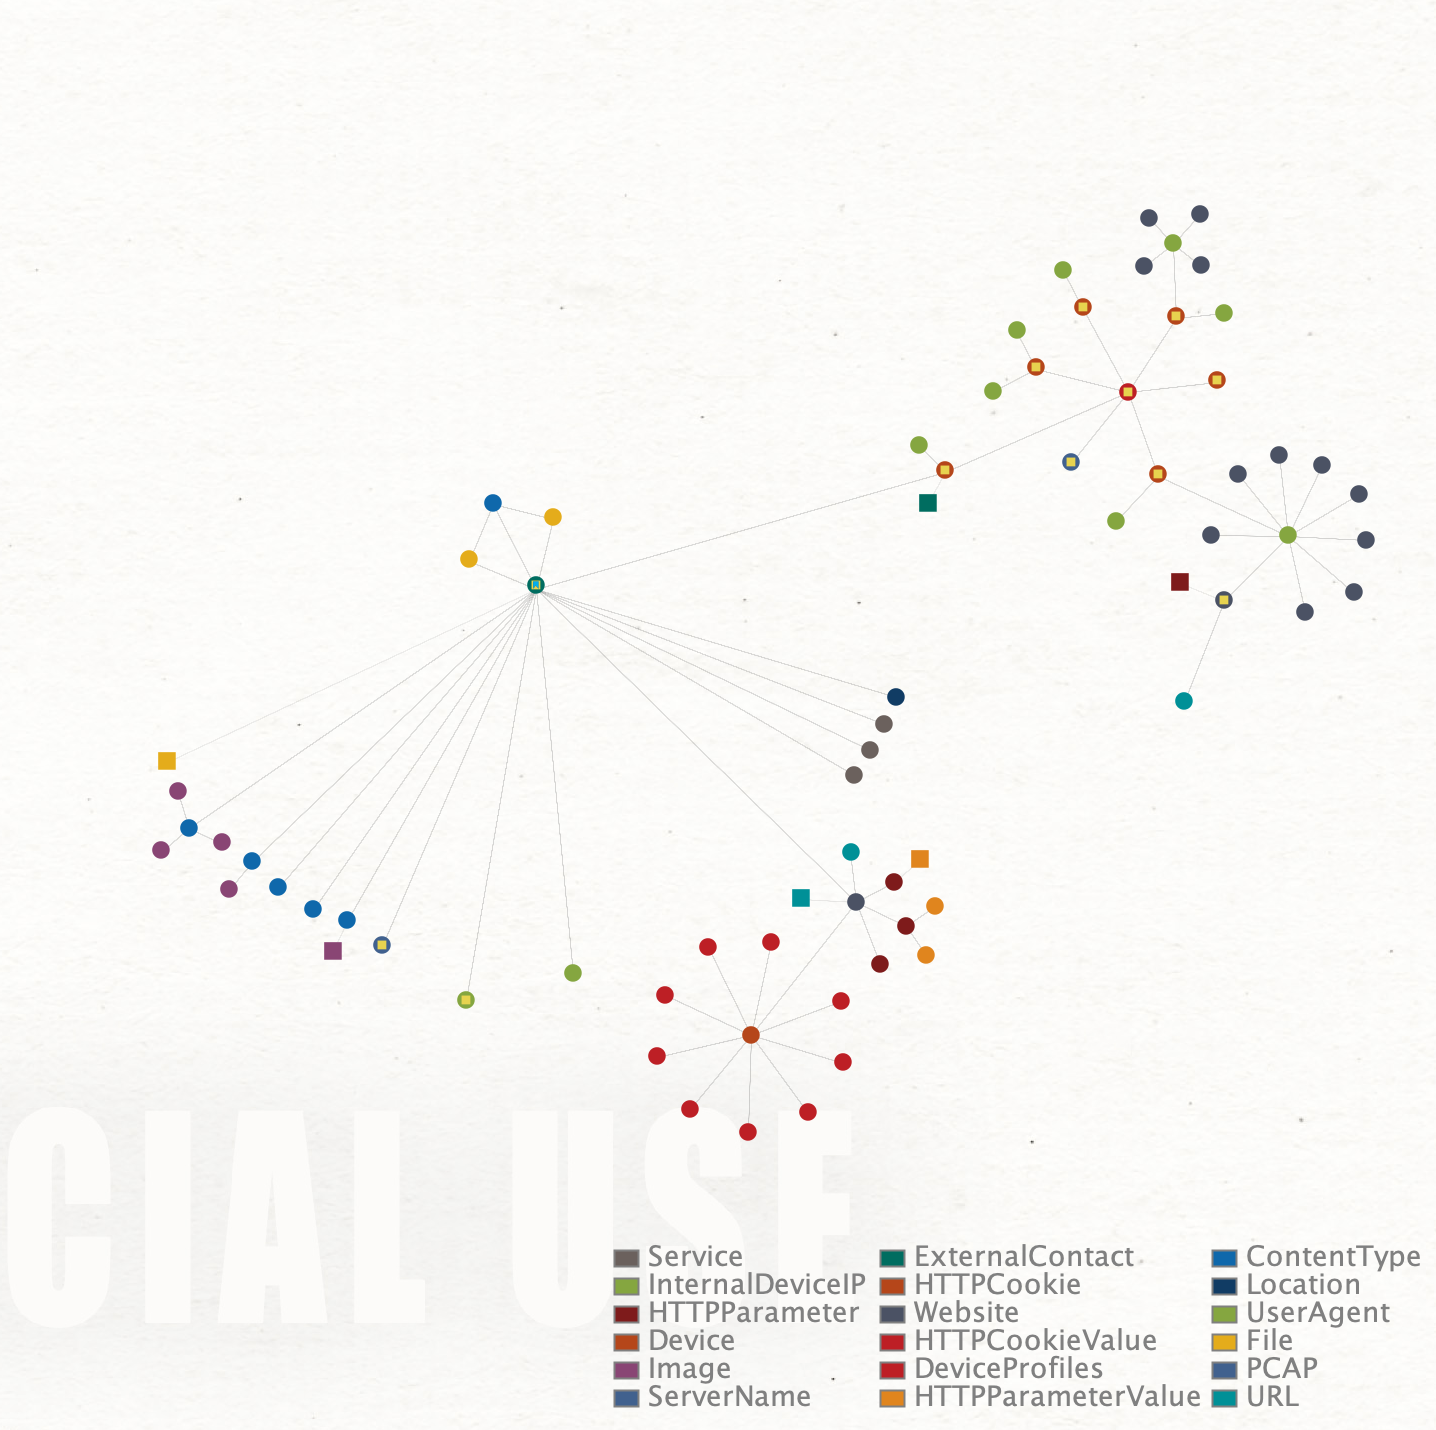 CIAL USE
Service
InternalDeviceIP
HTTPParameter
Device
Image
ServerName
ExternalContact
HTTPCookie
Website
HTTPCookieValue
DeviceProfiles
HTTPParameterValue
ContentType
Location
UserAgent
File
PCAP
URL